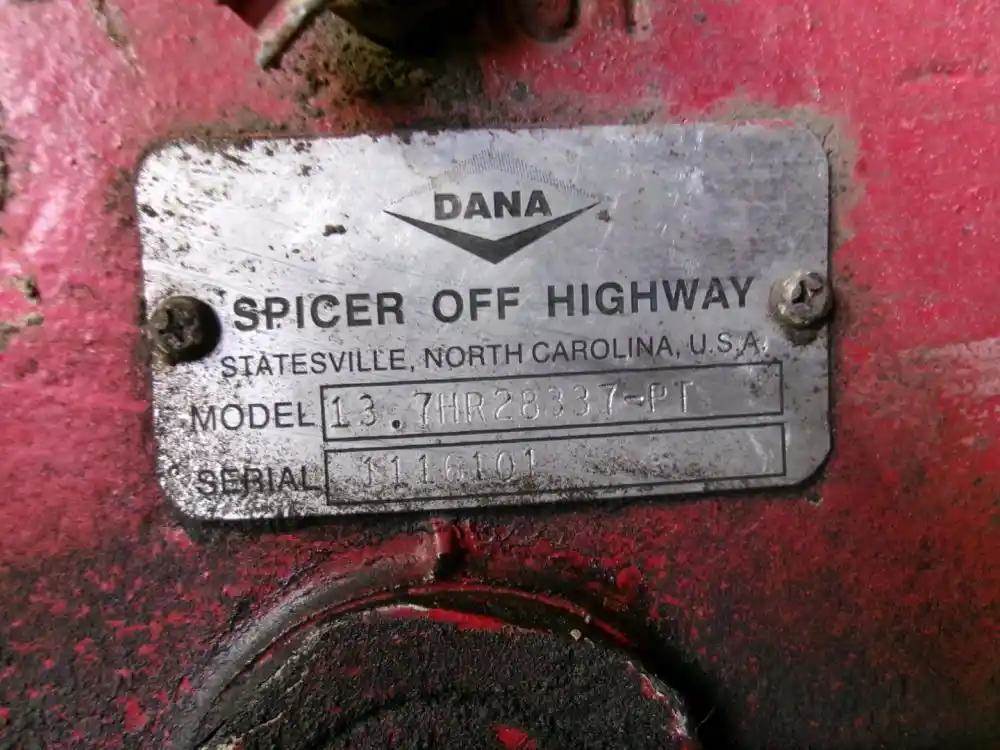 DANA
SPICER OFF HIGHWAY
STATESVILLE, NORTH CAROLINA, U.S.A.
MODEL 13.7HR28337-PT
SERIAL 1116101